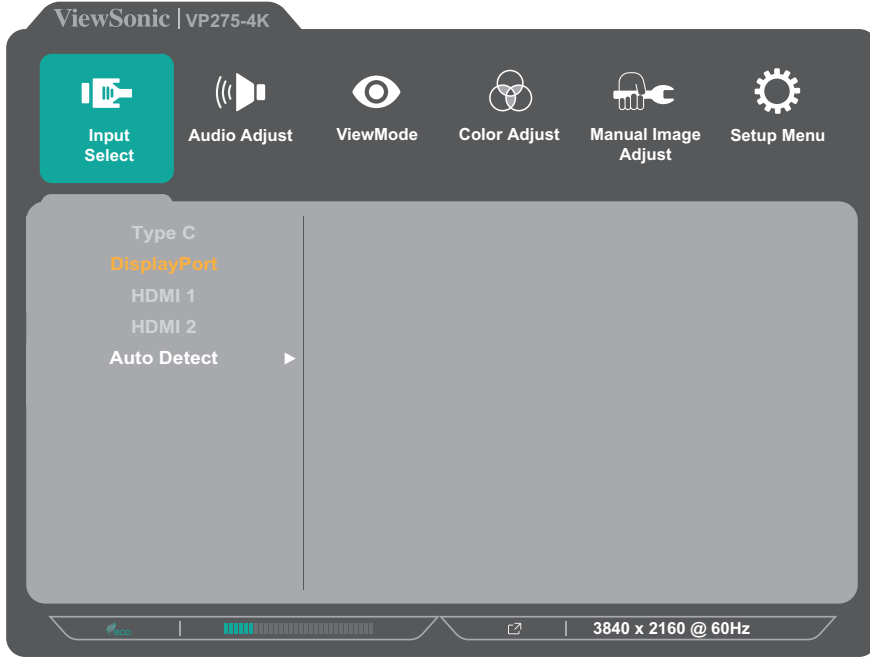 ViewSonic | VP275-4K
Input Select
Audio Adjust
ViewMode
Color Adjust
Manual Image Adjust
Setup Menu
Type C
DisplayPort
HDMI 1
HDMI 2
Auto Detect
eco
3840 x 2160 @ 60Hz